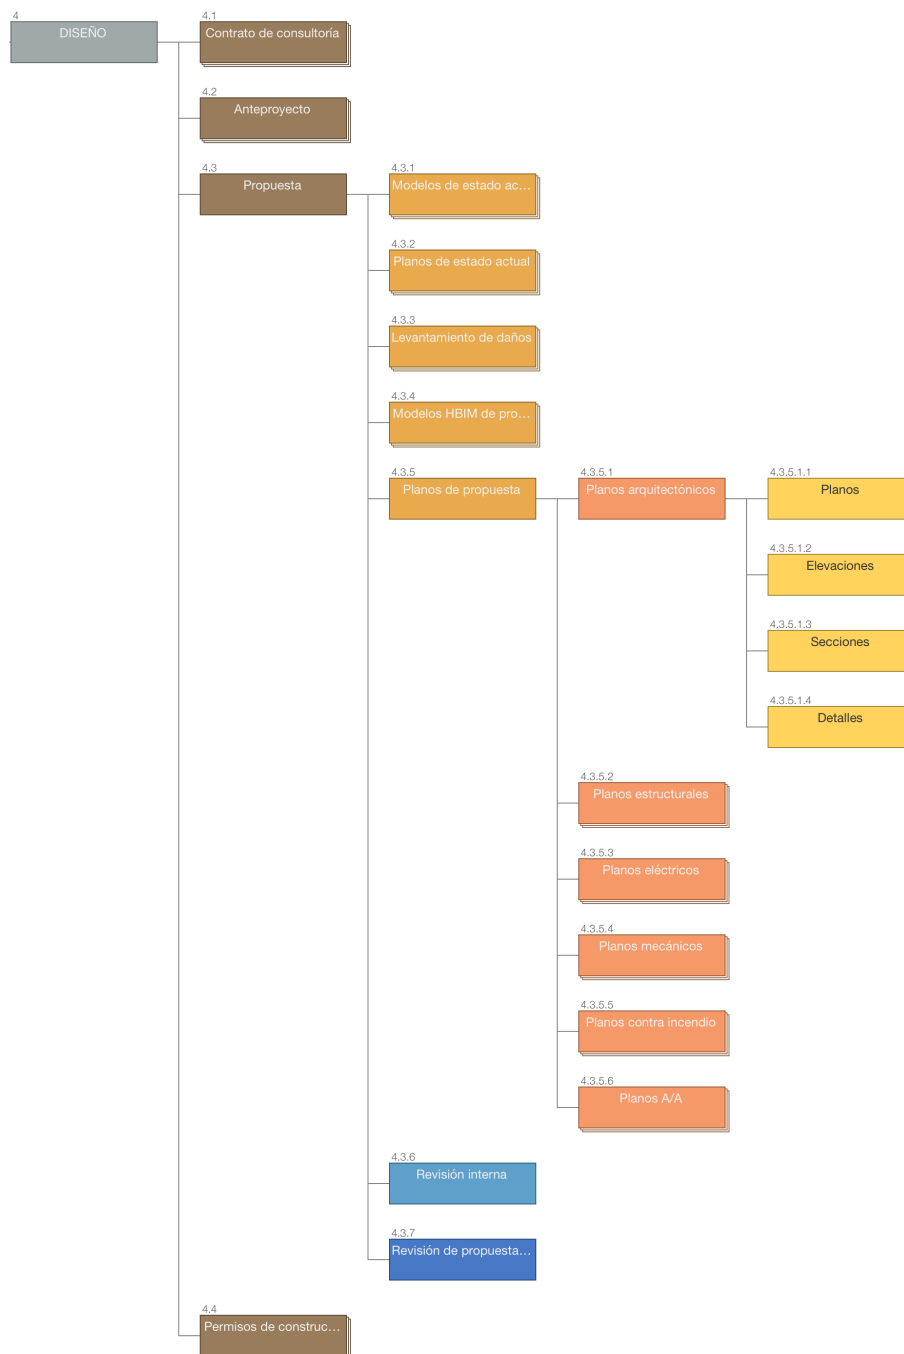 4
DISEÑO
4.1
Contrato de consultoría
4.2
Anteproyecto
4.3
Propuesta
4.3.1
Modelos de estado ac...
4.3.2
Planos de estado actual
4.3.3
Levantamiento de daños
4.3.4
Modelos HBIM de pro...
4.3.5
Planos de propuesta
4.3.5.1
Planos arquitectónicos
4.3.5.1.1
Planos
4.3.5.1.2
Elevaciones
4.3.5.1.3
Secciones
4.3.5.1.4
Detalles
4.3.5.2
Planos estructurales
4.3.5.3
Planos eléctricos
4.3.5.4
Planos mecánicos
4.3.5.5
Planos contra incendio
4.3.5.6
Planos A/A
4.3.6
Revisión interna
4.3.7
Revisión de propuesta...
4.4
Permisos de construc...